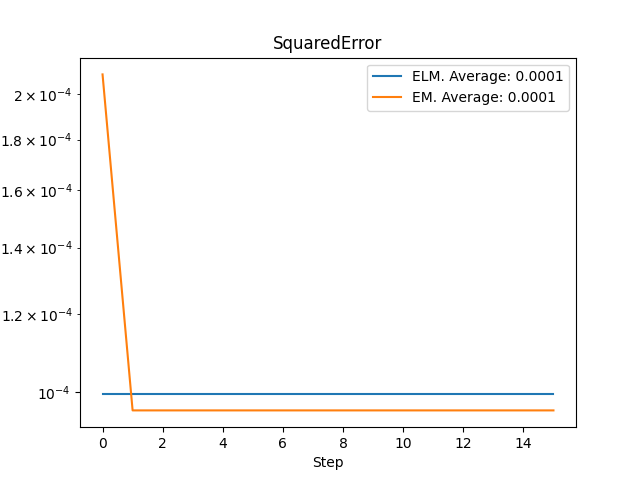 SquaredError
ELM. Average: 0.0001
EM. Average: 0.0001
2 × 10⁻⁴
1.8 × 10⁻⁴
1.6 × 10⁻⁴
1.4 × 10⁻⁴
1.2 × 10⁻⁴
10⁻⁴
0 2 4 6 8 10 12 14
Step